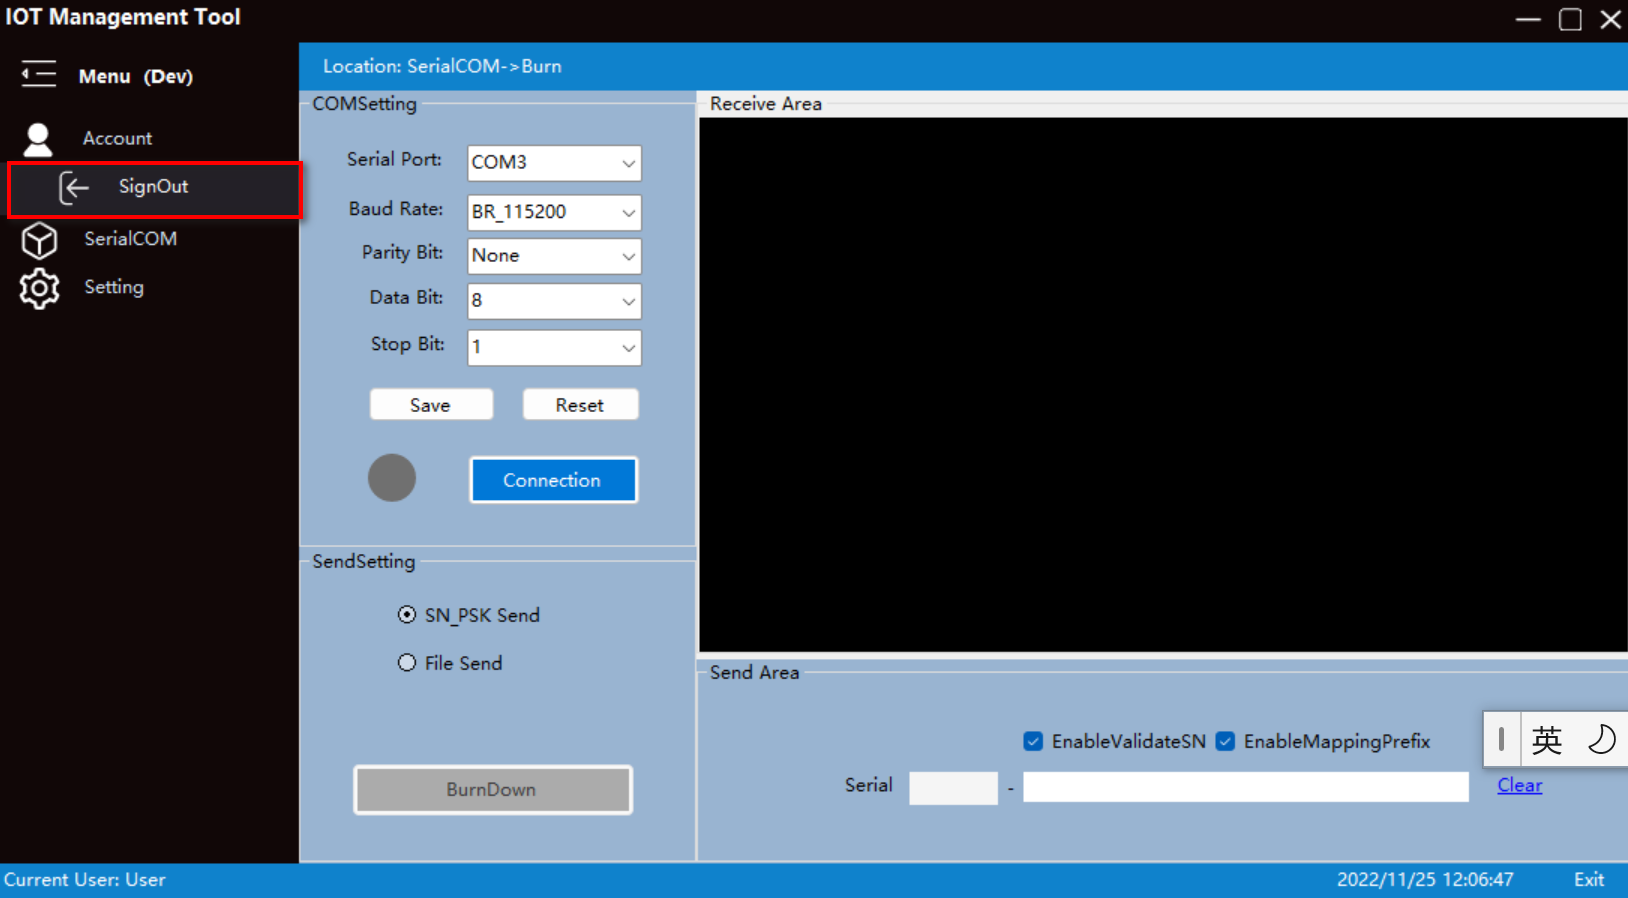 IOT Management Tool
Menu (Dev)
Account
SignOut
SerialCOM
Setting
Location: SerialCOM->Burn
COMSetting
Serial Port: COM3
Baud Rate: BR_115200
Parity Bit: None
Data Bit: 8
Stop Bit: 1
Save Reset
Connection
SendSetting
SN_PSK Send
File Send
BurnDown
Receive Area
Send Area
EnableValidateSN EnableMappingPrefix
Serial - Clear
英
Current User: User 2022/11/25 12:06:47 Exit